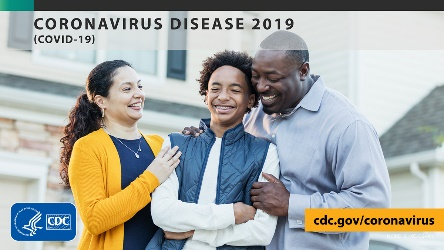 CORONAVIRUS DISEASE 2019
(COVID-19)
CDC
cdc.gov/coronavirus